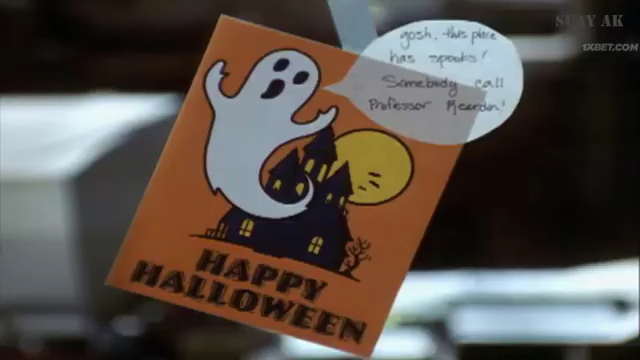 SUAY AK
1XBET.COM
gosh, this place
has spooks!
Somebody call
Professor Reardon!
HAPPY
HALLOWEEN